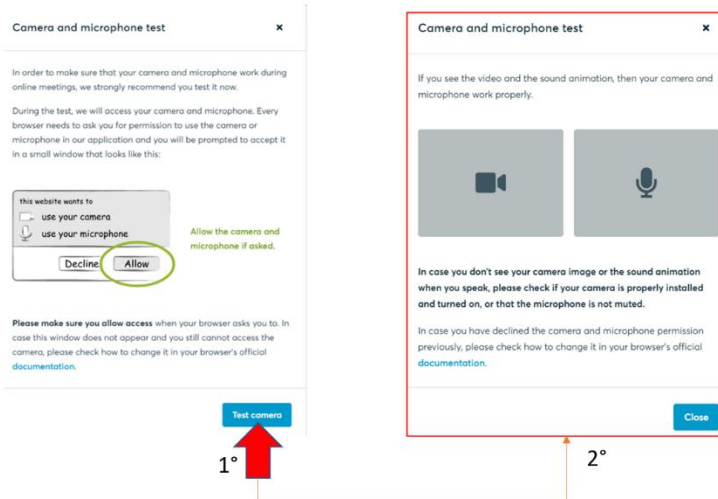 Camera and microphone test ×
In order to make sure that your camera and microphone work during
online meetings, we strongly recommend you test it now.
During the test, we will access your camera and microphone. Every
browser needs to ask you for permission to use the camera or
microphone in our application and you will be prompted to accept it
in a small window that looks like this:
this website wants to
use your camera
use your microphone
Decline
Allow
Allow the camera and
microphone if asked.
Please make sure you allow access when your browser asks you to. In
case this window does not appear and you still cannot access the
camera, please check how to change it in your browser's official
documentation.
Test camera
1°
Camera and microphone test ×
If you see the video and the sound animation, then your camera and
microphone work properly.
In case you don't see your camera image or the sound animation
when you speak, please check if your camera is properly installed
and turned on, or that the microphone is not muted.
In case you have declined the camera and microphone permission
previously, please check how to change it in your browser's official
documentation.
Close
2°